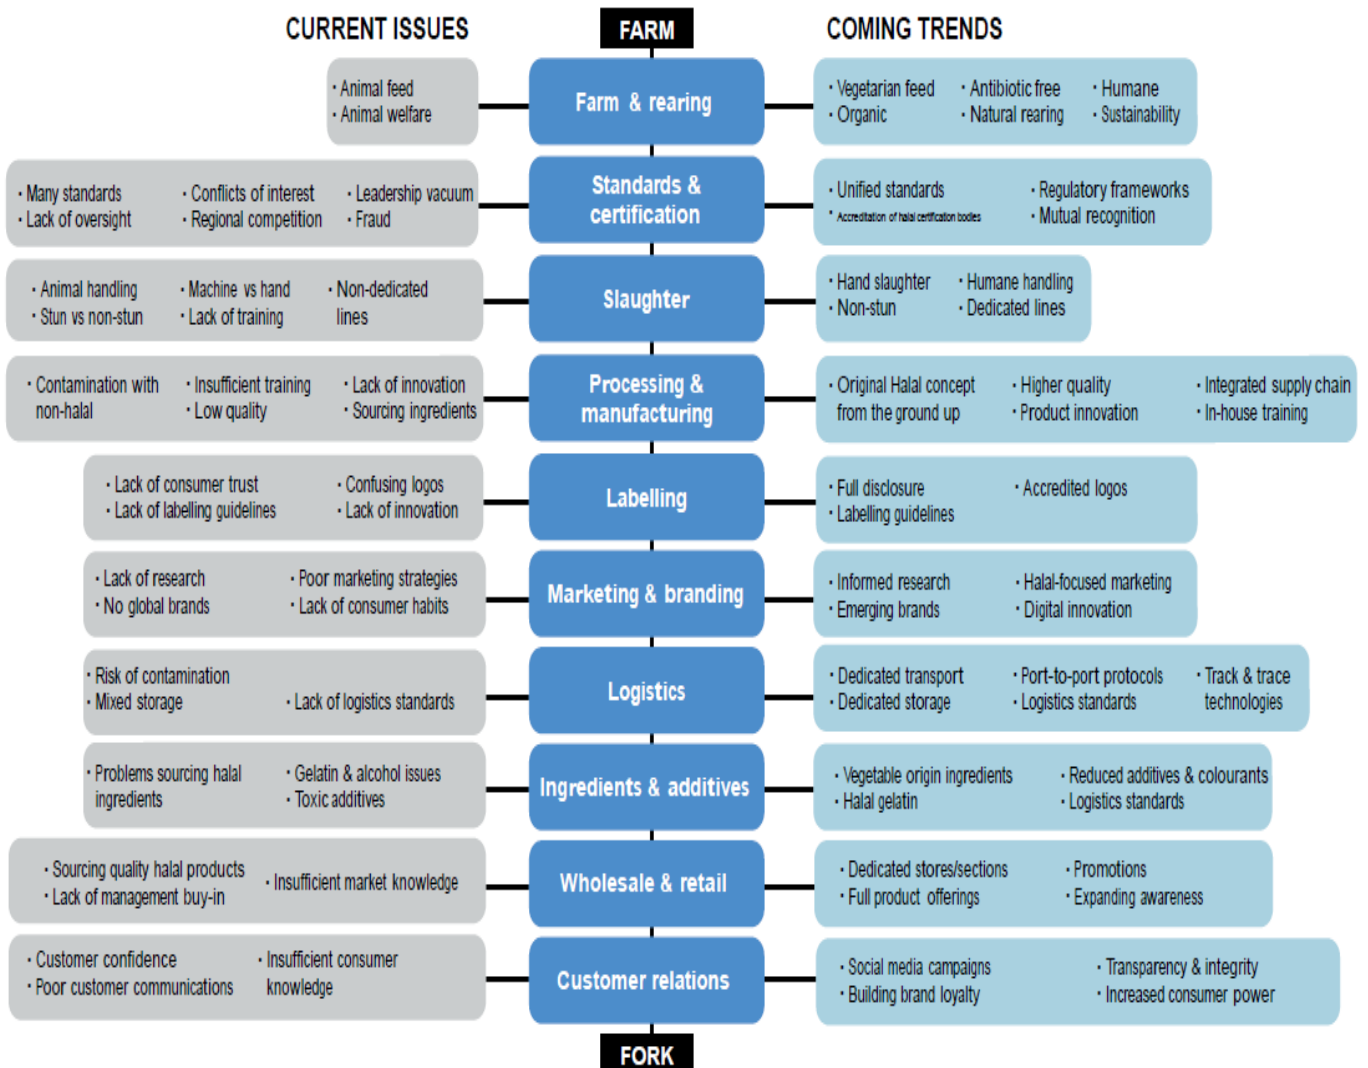 CURRENT ISSUES
FARM
COMING TRENDS
· Animal feed
· Animal welfare
Farm & rearing
· Vegetarian feed
· Organic
· Antibiotic free
· Natural rearing
· Humane
· Sustainability
· Many standards
· Lack of oversight
· Conflicts of interest
· Regional competition
· Leadership vacuum
· Fraud
Standards &
certification
· Unified standards
· Accreditation of halal certification bodies
· Regulatory frameworks
· Mutual recognition
· Animal handling
· Stun vs non-stun
· Machine vs hand
· Lack of training
· Non-dedicated
lines
Slaughter
· Hand slaughter
· Non-stun
· Humane handling
· Dedicated lines
· Contamination with
non-halal
· Insufficient training
· Low quality
· Lack of innovation
· Sourcing ingredients
Processing &
manufacturing
· Original Halal concept
from the ground up
· Higher quality
· Product innovation
· Integrated supply chain
· In-house training
· Lack of consumer trust
· Lack of labelling guidelines
· Confusing logos
· Lack of innovation
Labelling
· Full disclosure
· Labelling guidelines
· Accredited logos
· Lack of research
· No global brands
· Poor marketing strategies
· Lack of consumer habits
Marketing & branding
· Informed research
· Emerging brands
· Halal-focused marketing
· Digital innovation
· Risk of contamination
· Mixed storage
· Lack of logistics standards
Logistics
· Dedicated transport
· Dedicated storage
· Port-to-port protocols
· Logistics standards
· Track & trace
technologies
· Problems sourcing halal
ingredients
· Gelatin & alcohol issues
· Toxic additives
Ingredients & additives
· Vegetable origin ingredients
· Halal gelatin
· Reduced additives & colourants
· Logistics standards
· Sourcing quality halal products
· Lack of management buy-in
· Insufficient market knowledge
Wholesale & retail
· Dedicated stores/sections
· Full product offerings
· Promotions
· Expanding awareness
· Customer confidence
· Poor customer communications
· Insufficient consumer
knowledge
Customer relations
· Social media campaigns
· Building brand loyalty
· Transparency & integrity
· Increased consumer power
FORK